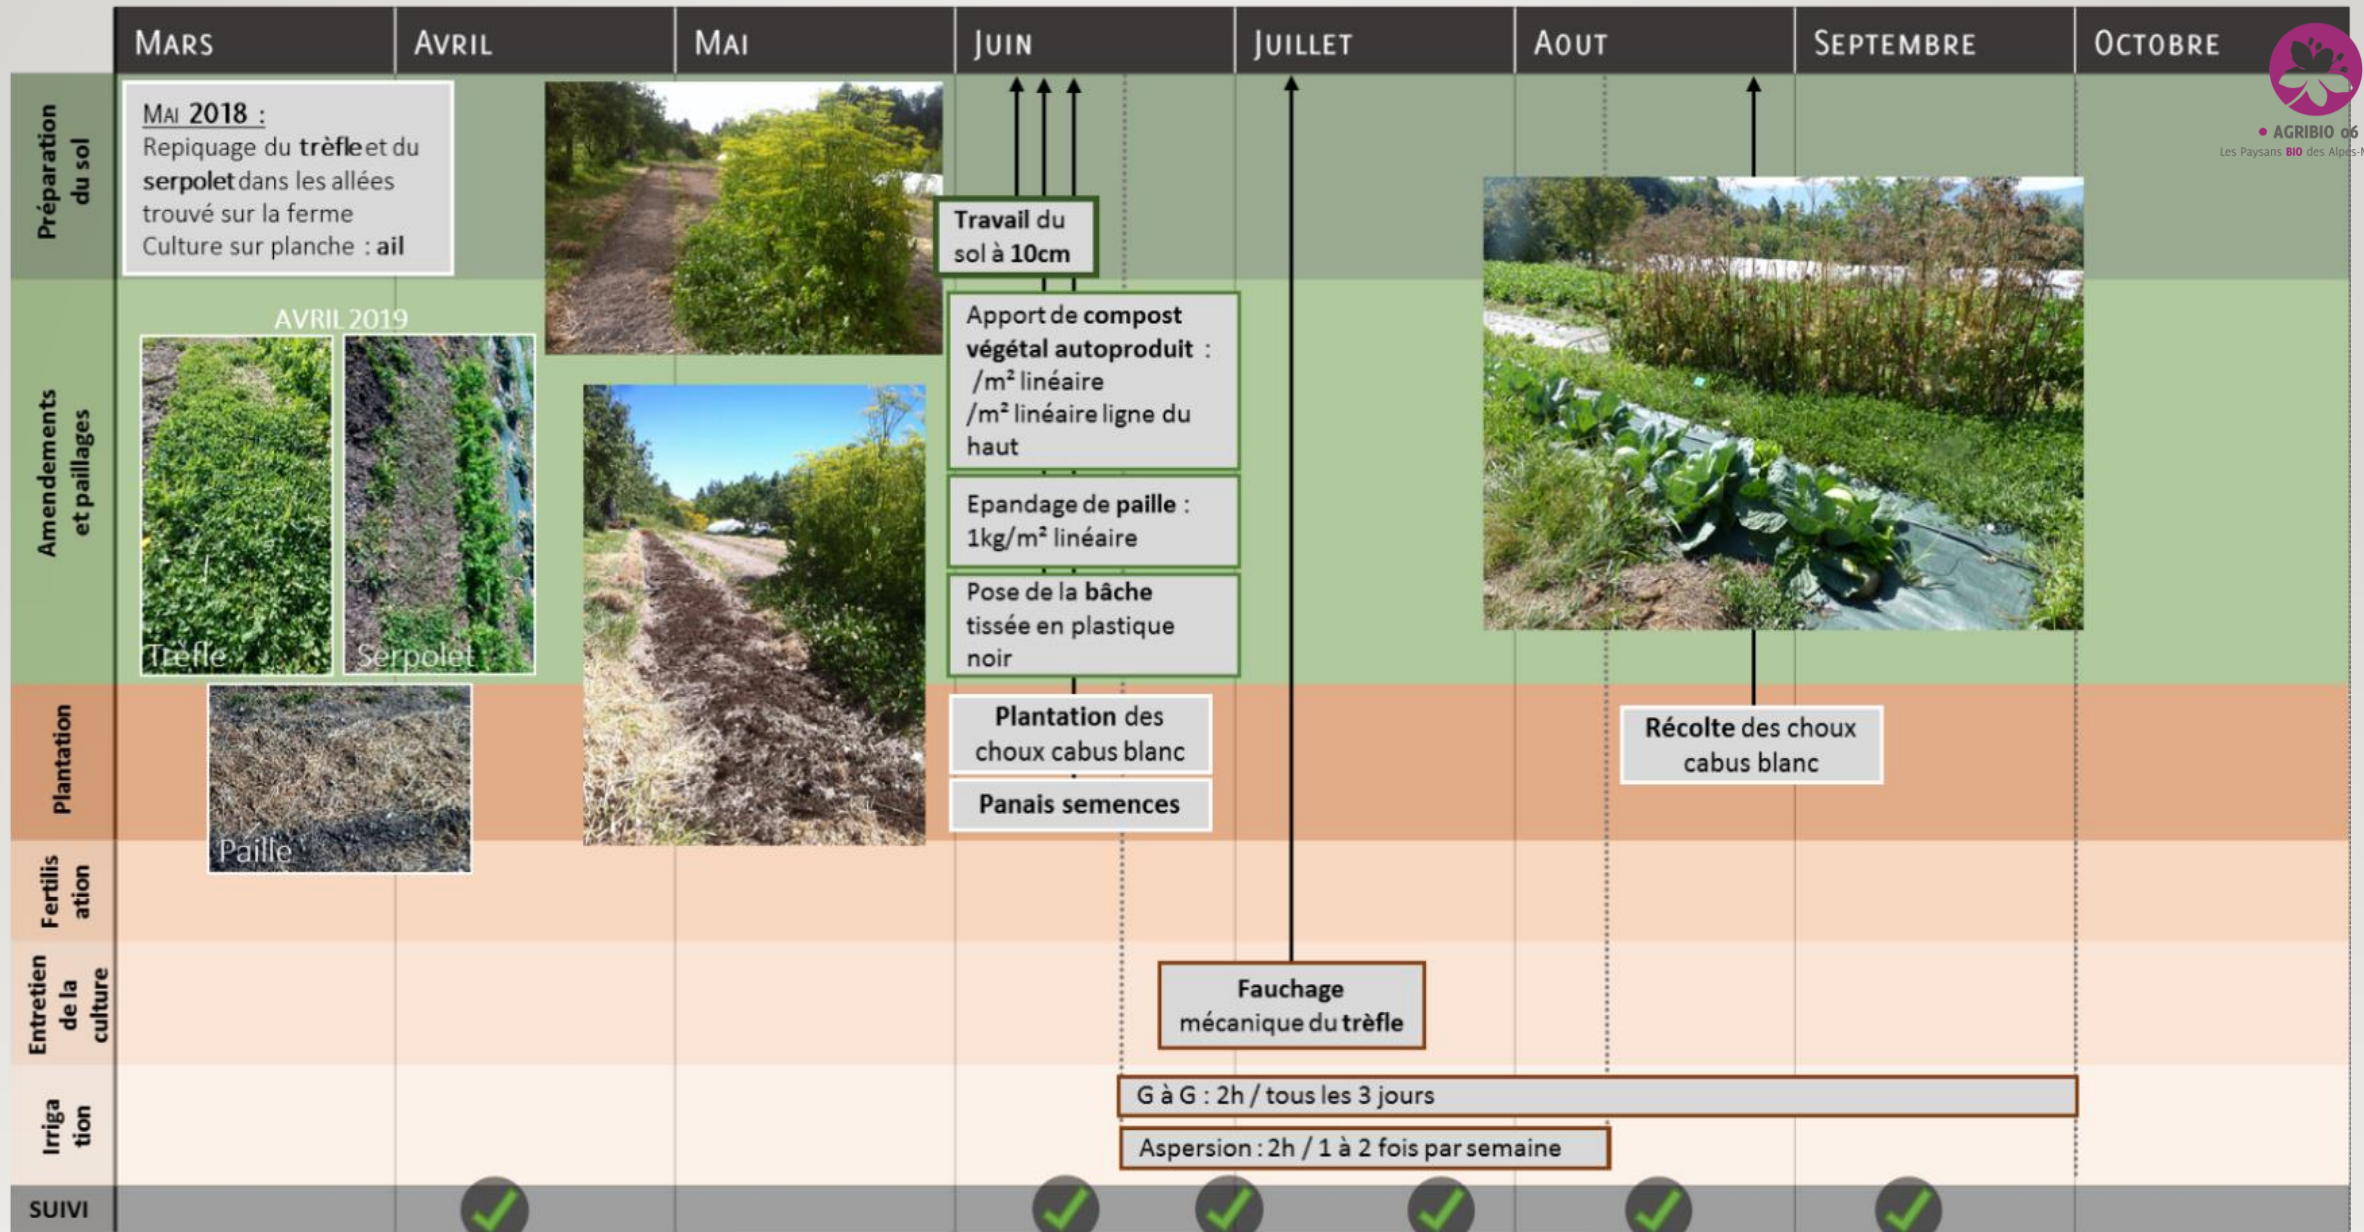 MARS
AVRIL
MAI
JUIN
JUILLET
AOUT
SEPTEMBRE
OCTOBRE
• AGRIBIO 06
Les Paysans BIO des Alpes-M
Préparation
du sol
MAI 2018 :
Repiquage du trèfle et du
serpolet dans les allées
trouvé sur la ferme
Culture sur planche : ail
Travail du
sol à 10cm
Amendements
et paillages
AVRIL 2019
Trèfle
Serpolet
Paille
Apport de compost
végétal autoproduit :
/m² linéaire
/m² linéaire ligne du
haut
Epandage de paille :
1kg/m² linéaire
Pose de la bâche
tissée en plastique
noir
Plantation
Plantation des
choux cabus blanc
Panais semences
Récolte des choux
cabus blanc
Fertilis
ation
Entretien
de la
culture
Fauchage
mécanique du trèfle
Irriga
tion
G à G : 2h / tous les 3 jours
Aspersion : 2h / 1 à 2 fois par semaine
SUIVI